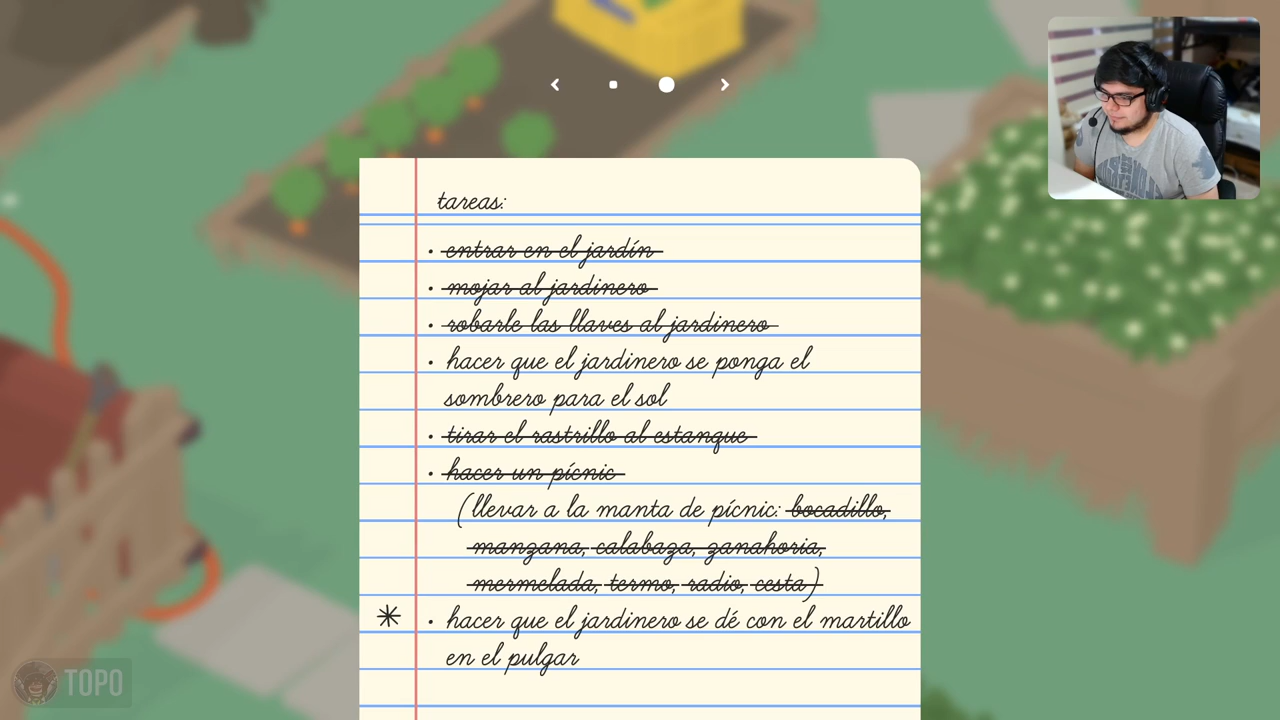 tareas:
• entrar en el jardín
• mojar al jardinero
• robarle las llaves al jardinero
• hacer que el jardinero se ponga el
sombrero para el sol
• tirar el rastrillo al estanque
• hacer un pícnic
(llevar a la manta de pícnic: bocadillo,
manzana, calabaza, zanahoria,
mermelada, termo, radio, cesta)
• hacer que el jardinero se dé con el martillo
en el pulgar
TOPO